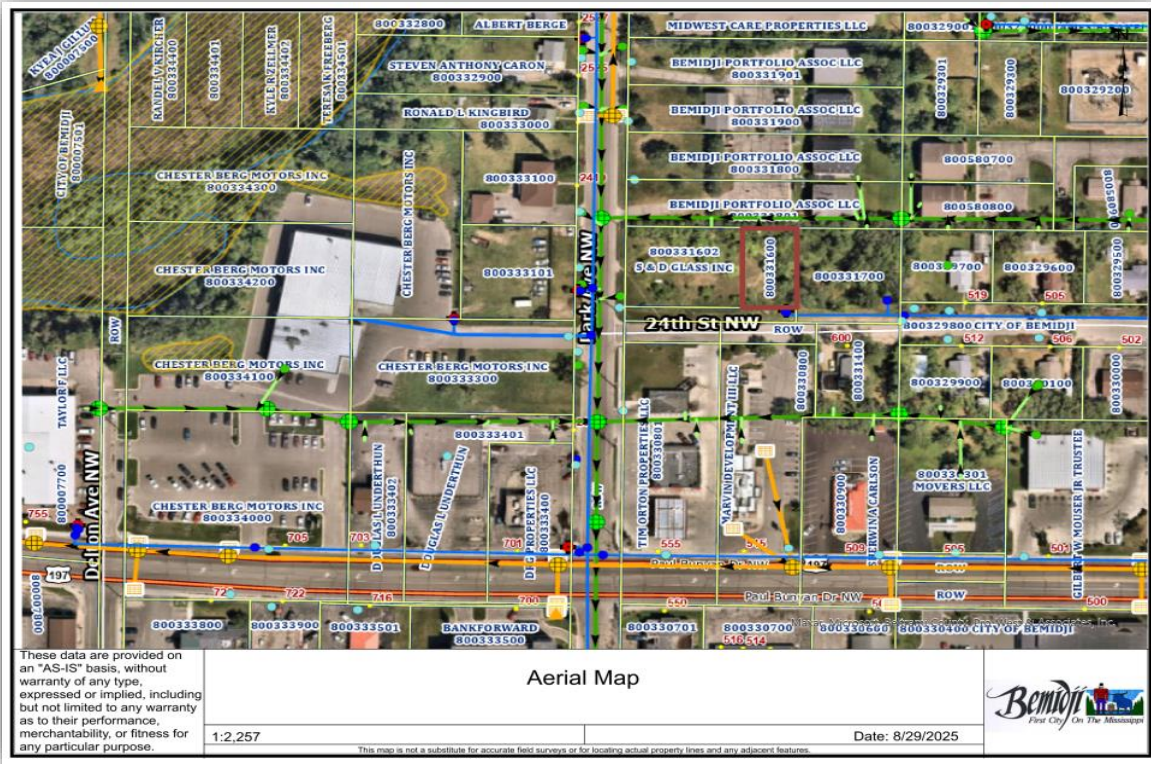 KYEA J GILLUM
800007500
RANDEL V KIRCHER
800334400
800334401
KYLE R ZELLMER
800334402
TERESA K FREEBERG
800334501
800332800
ALBERT BERGE
MIDWEST CARE PROPERTIES LLC
80032900
STEVEN ANTHONY CARON
800332900
BEMIDJI PORTFOLIO ASSOC LLC
800331901
800329301
800329300
800329200
RONALD L KINGBIRD
800333000
BEMIDJI PORTFOLIO ASSOC LLC
800331900
CITY OF BEMIDJI
800007501
CHESTER BERG MOTORS INC
800334300
CHESTER BERG MOTORS INC
800333100
BEMIDJI PORTFOLIO ASSOC LLC
800331800
800580700
BEMIDJI PORTFOLIO ASSOC LLC
800331801
800580800
CHESTER BERG MOTORS INC
800334200
800333101
Park Ave NW
800331602
S & D GLASS INC
800331600
800331700
800329600
800329500
519
505
24th St NW
ROW
800329800 CITY OF BEMIDJI
600
512
506
502
ROW
CHESTER BERG MOTORS INC
800334100
CHESTER BERG MOTORS INC
800333300
800330800
800331400
800329900
800330000
TAYLOR F LLC
800007700
800333401
DOUGLAS L UNDERTHUN
800333402
DOUGLAS L UNDERTHUN
TIM ORTON PROPERTIES LLC
800330801
MARVIN DEVELOPMENT III LLC
800330900
ERWIN A CARLSON
MOVERS LLC
GILBERT W MOUSER JR TRUSTEE
Delton Ave NW
CHESTER BERG MOTORS INC
800334000
D E G PROPERTIES LLC
800333400
755
705
703
701
555
515
509
505
501
197
Paul Bunyan Dr NW
197
ROW
722
716
700
550
Paul Bunyan Dr NW
ROW
500
800007800
800333800
800333900
800333501
BANKFORWARD
800333500
800330701
800330700
516 514
800330600
800330400 CITY OF BEMIDJI
These data are provided on
an "AS-IS" basis, without
warranty of any type,
expressed or implied, including
but not limited to any warranty
as to their performance,
merchantability, or fitness for
any particular purpose.
Aerial Map
1:2,257
Date: 8/29/2025
This map is not a substitute for accurate field surveys or for locating actual property lines and any adjacent features.
Bemidji
First City On The Mississippi